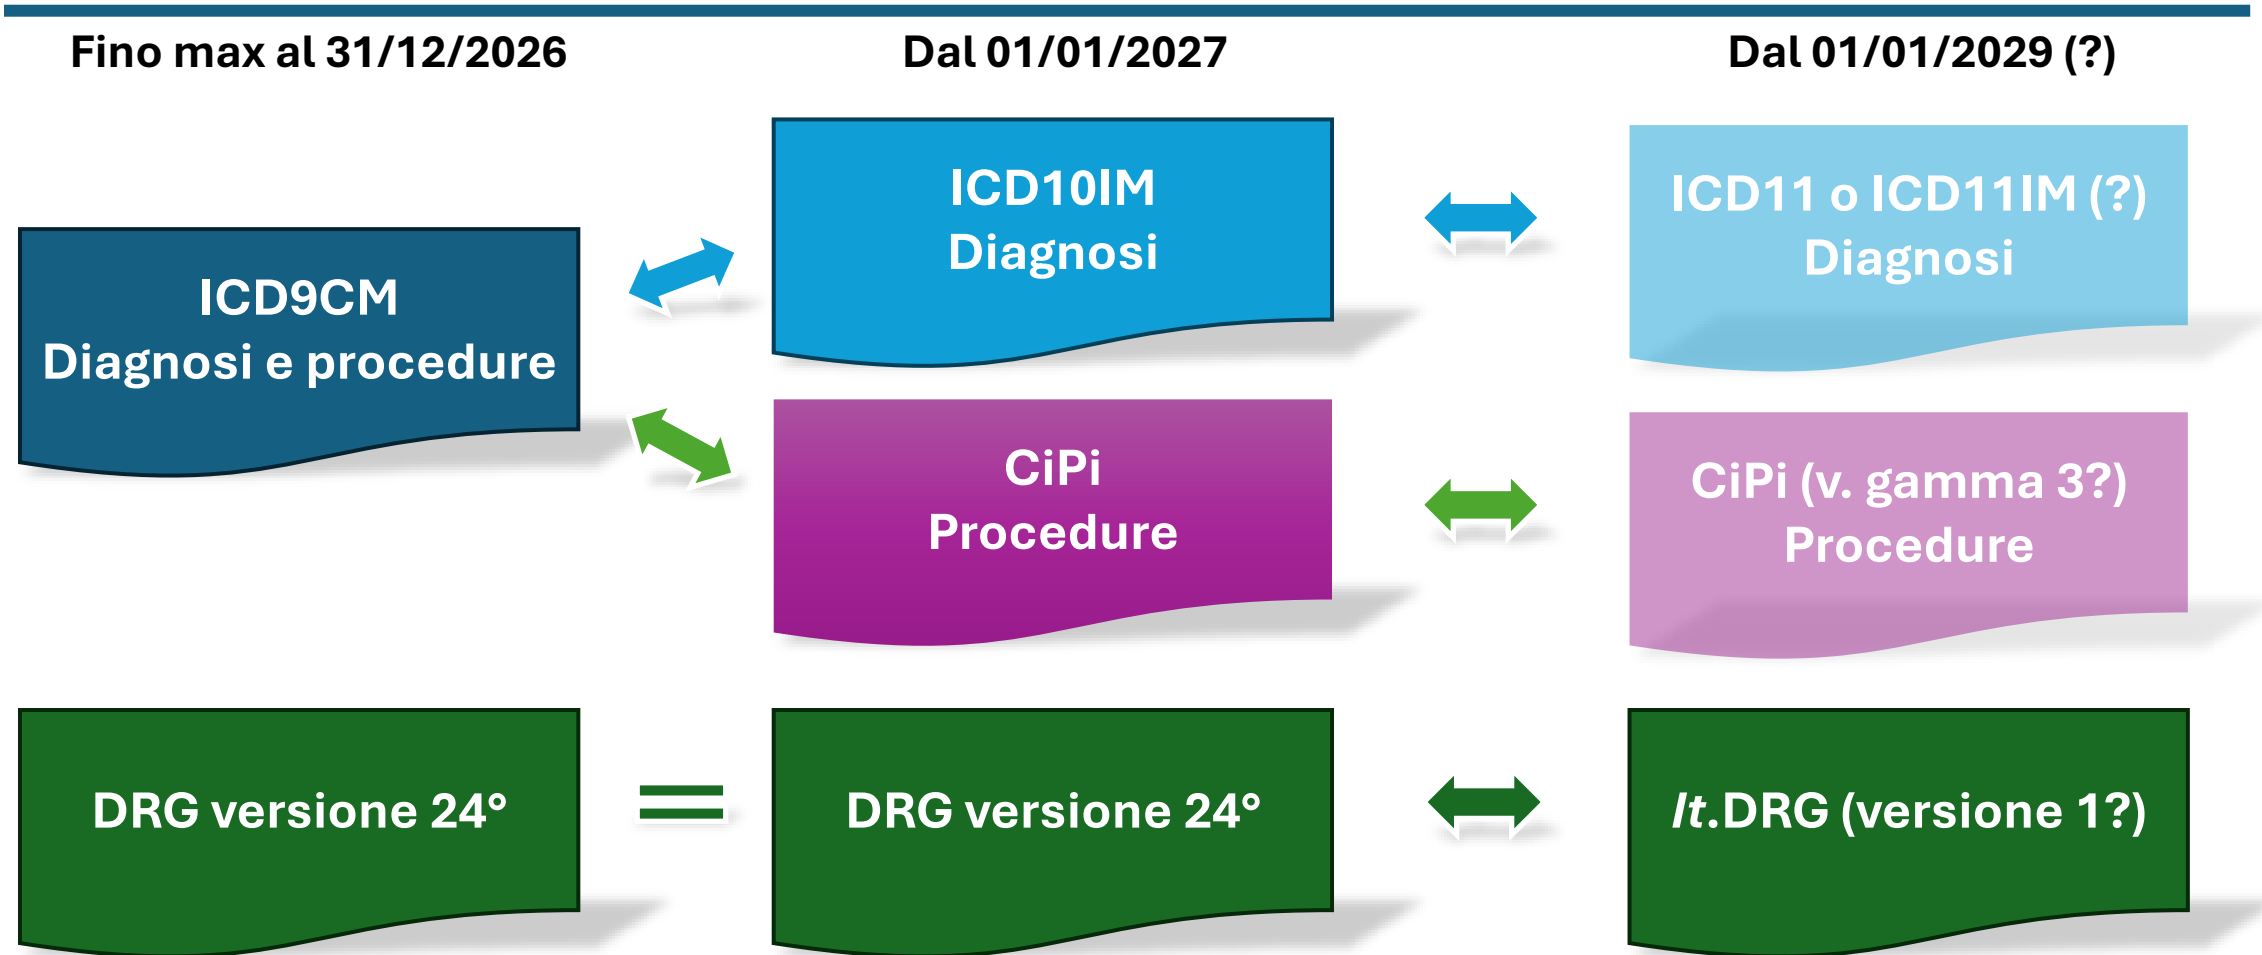 Fino max al 31/12/2026
Dal 01/01/2027
Dal 01/01/2029 (?)
ICD9CM
Diagnosi e procedure
ICD10IM
Diagnosi
ICD11 o ICD11IM (?)
Diagnosi
CiPi
Procedure
CiPi (v. gamma 3?)
Procedure
DRG versione 24°
DRG versione 24°
It.DRG (versione 1?)